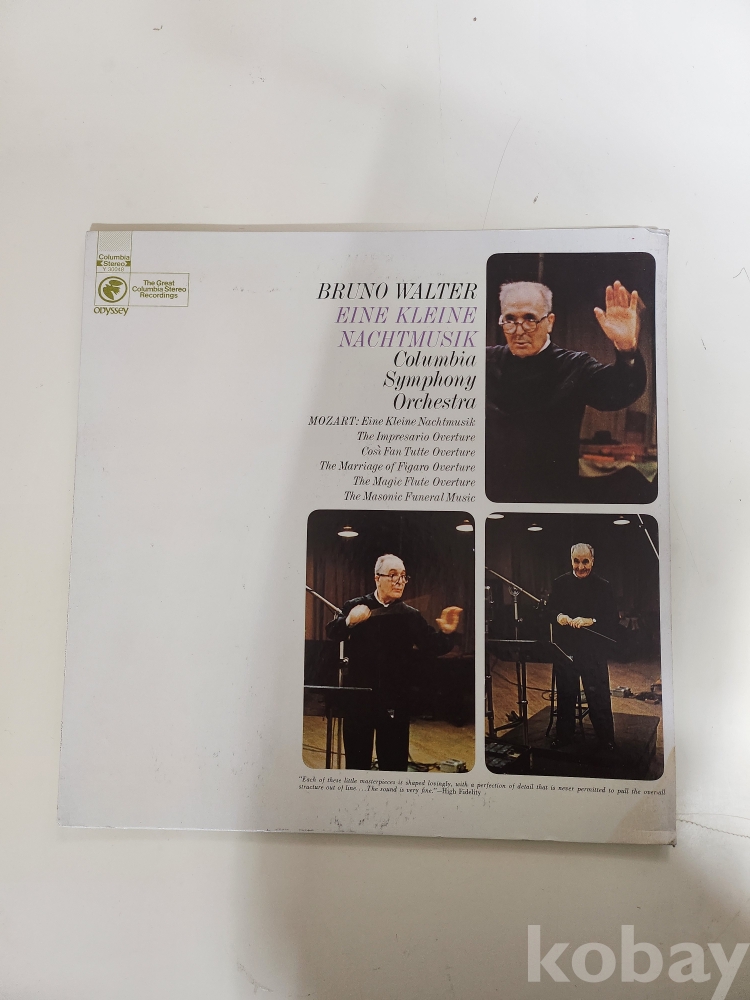 Columbia
Stereo
Y 30048
The Great
Columbia Stereo
Recordings
Odyssey
BRUNO WALTER
EINE KLEINE
NACHTMUSIK
Columbia
Symphony
Orchestra
MOZART: Eine Kleine Nachtmusik
The Impresario Overture
Così Fan Tutte Overture
The Marriage of Figaro Overture
The Magic Flute Overture
The Masonic Funeral Music
"Each of these little masterpieces is shaped lovingly, with a perfection of detail that is never permitted to pull the overall
structure out of line . . . The sound is very fine."—High Fidelity .
kobay